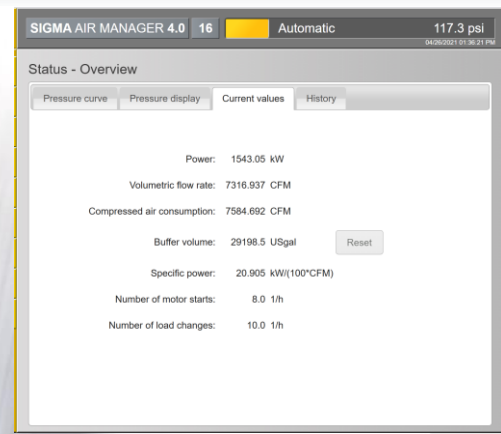 SIGMA AIR MANAGER 4.0 16 Automatic 117.3 psi
04/26/2021 01:36:21 PM
Status - Overview
Pressure curve Pressure display Current values History
Power: 1543.05 kW
Volumetric flow rate: 7316.937 CFM
Compressed air consumption: 7584.692 CFM
Buffer volume: 29198.5 USgal Reset
Specific power: 20.905 kW/(100*CFM)
Number of motor starts: 8.0 1/h
Number of load changes: 10.0 1/h